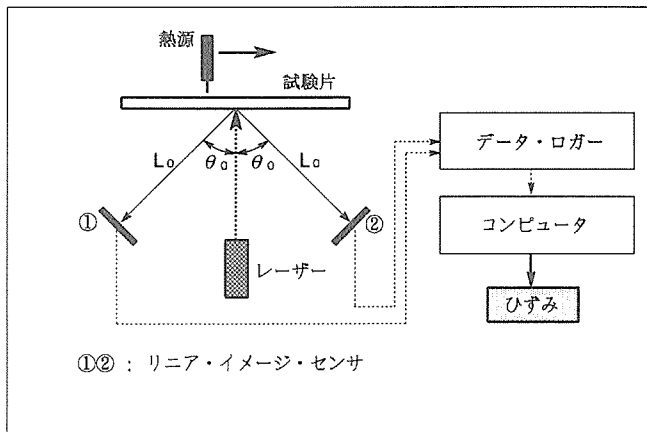 熱源
試験片
L₀ θ₀ θ₀ L₀
データ・ロガー
① ②
コンピュータ
レーザー
ひずみ
①② : リニア・イメージ・センサ